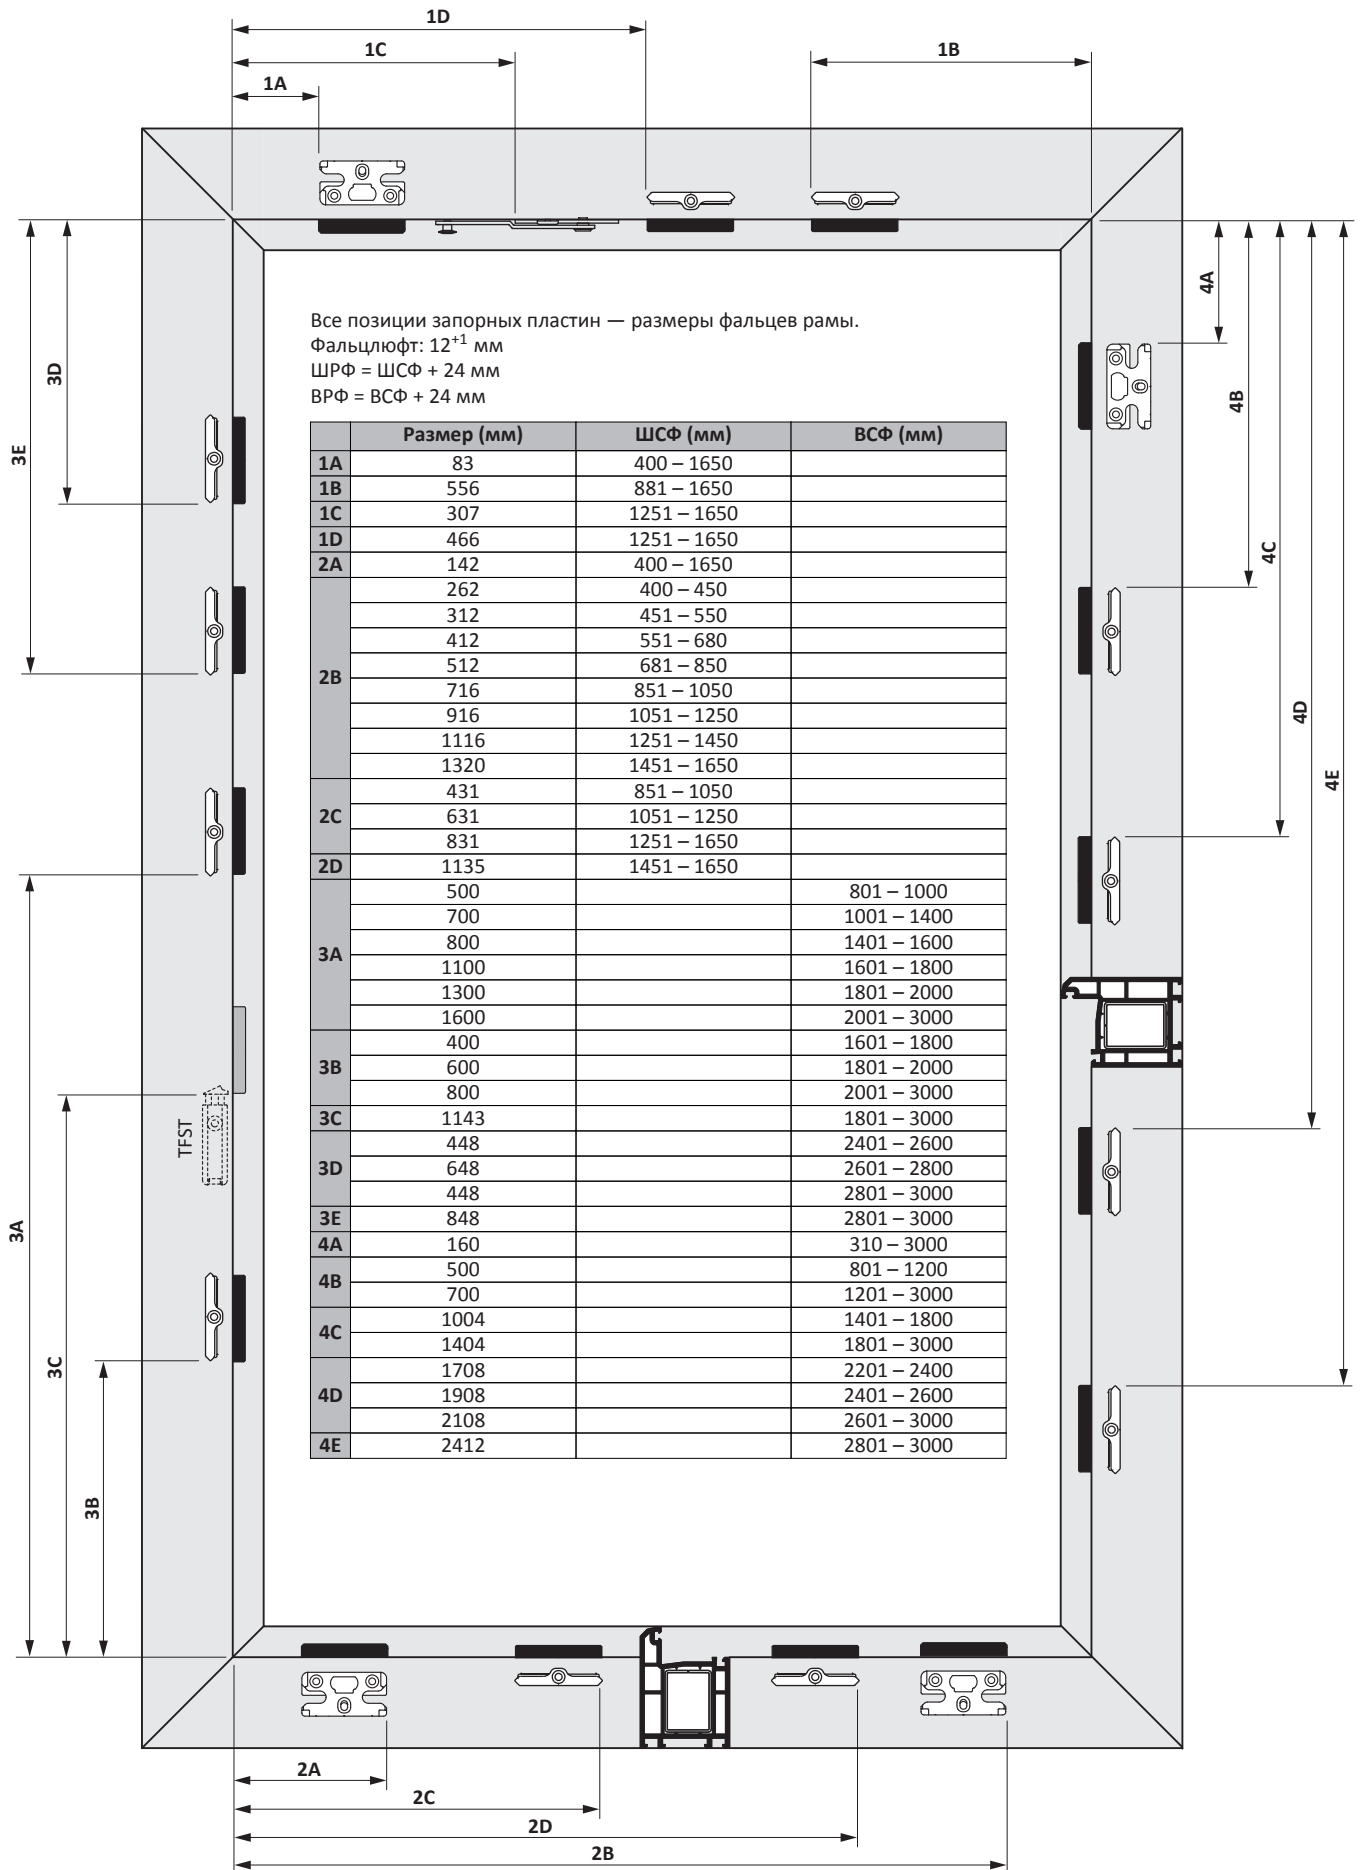 1D
1C
1B
1A
Все позиции запорных пластин — размеры фальцев рамы.
Фальцлюфт: 12⁺¹ мм
ШРФ = ШСФ + 24 мм
ВРФ = ВСФ + 24 мм
Размер (мм) ШСФ (мм) ВСФ (мм)
1A 83 400 – 1650
1B 556 881 – 1650
1C 307 1251 – 1650
1D 466 1251 – 1650
2A 142 400 – 1650
2B 262 400 – 450
312 451 – 550
412 551 – 680
512 681 – 850
716 851 – 1050
916 1051 – 1250
1116 1251 – 1450
1320 1451 – 1650
2C 431 851 – 1050
631 1051 – 1250
831 1251 – 1650
2D 1135 1451 – 1650
3A 500 801 – 1000
700 1001 – 1400
800 1401 – 1600
1100 1601 – 1800
1300 1801 – 2000
1600 2001 – 3000
3B 400 1601 – 1800
600 1801 – 2000
800 2001 – 3000
3C 1143 1801 – 3000
3D 448 2401 – 2600
648 2601 – 2800
448 2801 – 3000
3E 848 2801 – 3000
4A 160 310 – 3000
4B 500 801 – 1200
700 1201 – 3000
4C 1004 1401 – 1800
1404 1801 – 3000
4D 1708 2201 – 2400
1908 2401 – 2600
2108 2601 – 3000
4E 2412 2801 – 3000
3D
3E
TFST
3A
3C
3B
4A
4B
4C
4D
4E
2A
2C
2D
2B